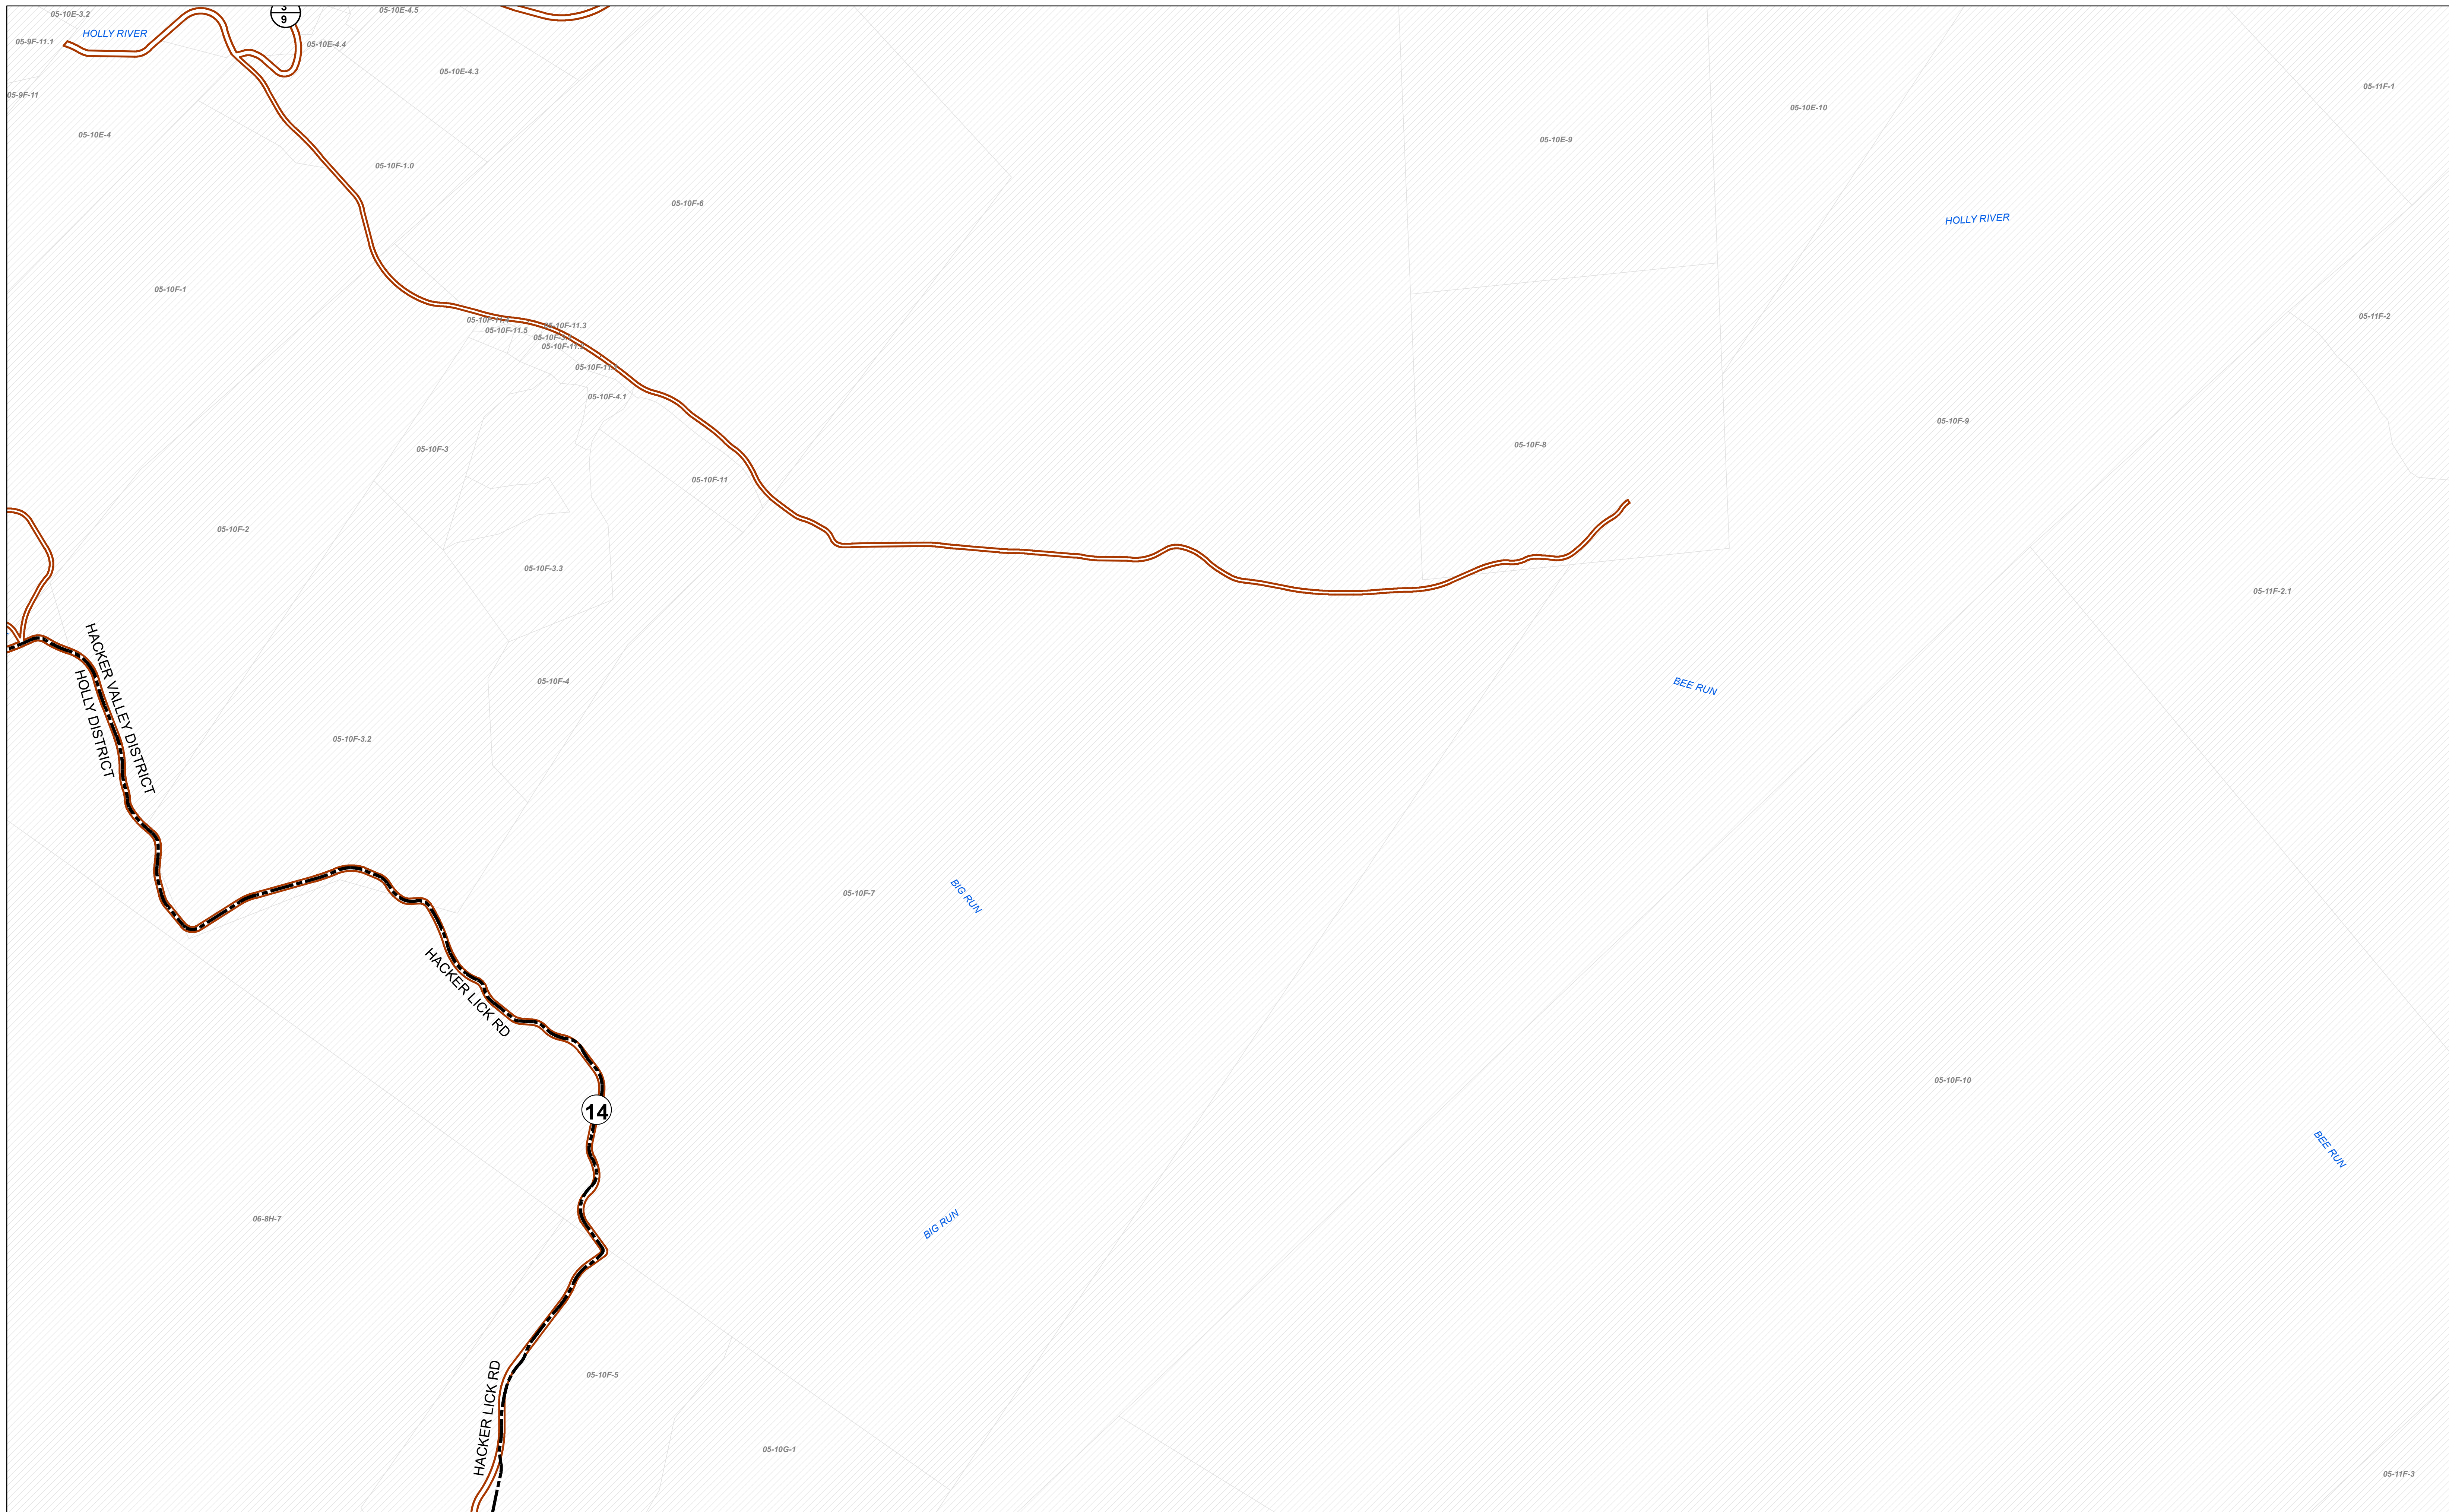 05-10E-3.2
3
9
05-10E-4.5
HOLLY RIVER
05-9F-11.1
05-10E-4.4
05-10E-4.3
05-11F-1
05-9F-11
05-10E-10
05-10E-4
05-10E-9
05-10F-1.0
05-10F-6
HOLLY RIVER
05-10F-1
05-11F-2
05-10F-11.3
05-10F-11.5
05-10F-4.1
05-10F-9
05-10F-8
05-10F-3
05-10F-11
05-10F-2
05-10F-3.3
05-11F-2.1
HACKER VALLEY DISTRICT
HOLLY DISTRICT
05-10F-4
BEE RUN
05-10F-3.2
05-10F-7
BIG RUN
HACKER LICK RD
05-10F-10
14
BEE RUN
06-8H-7
BIG RUN
05-10F-5
HACKER LICK RD
05-10G-1
05-11F-3